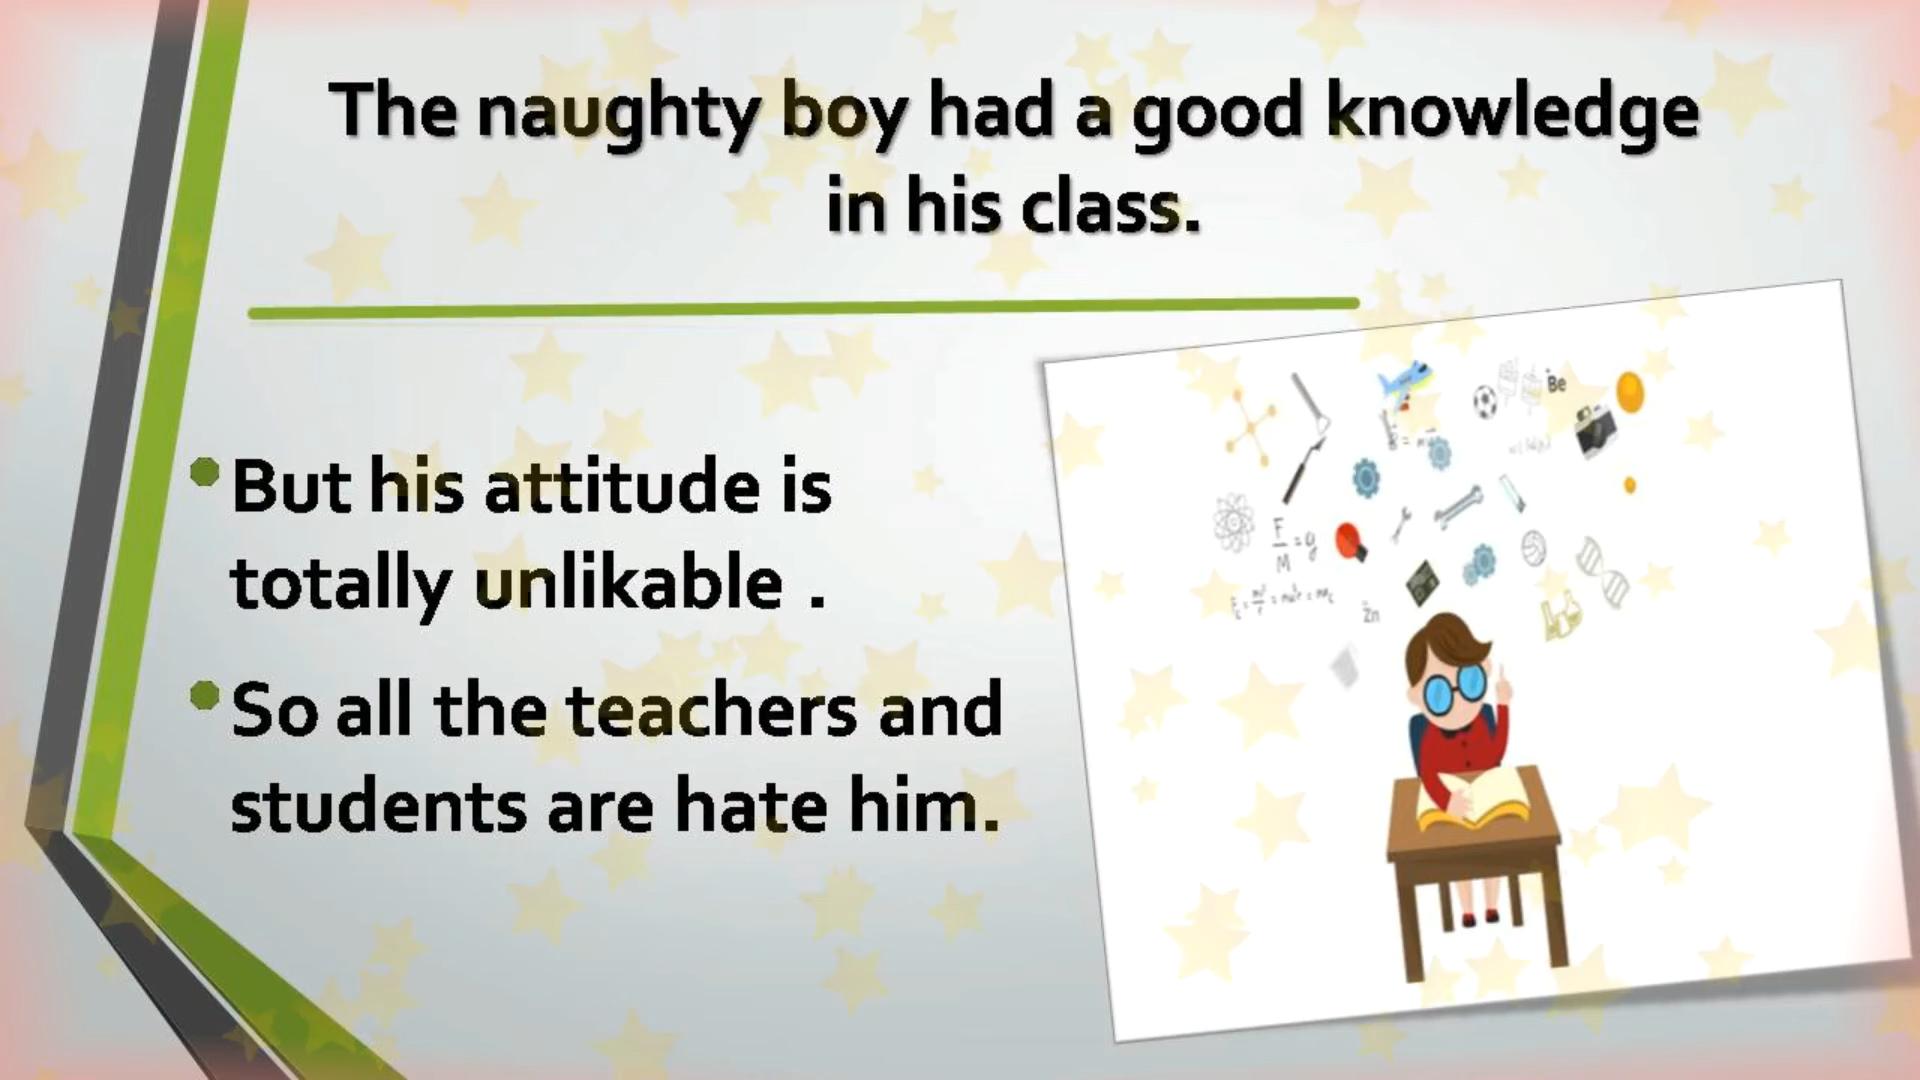 The naughty boy had a good knowledge
in his class.
But his attitude is
totally unlikable .
So all the teachers and
students are hate him.
Be
F
M
=g
Zn